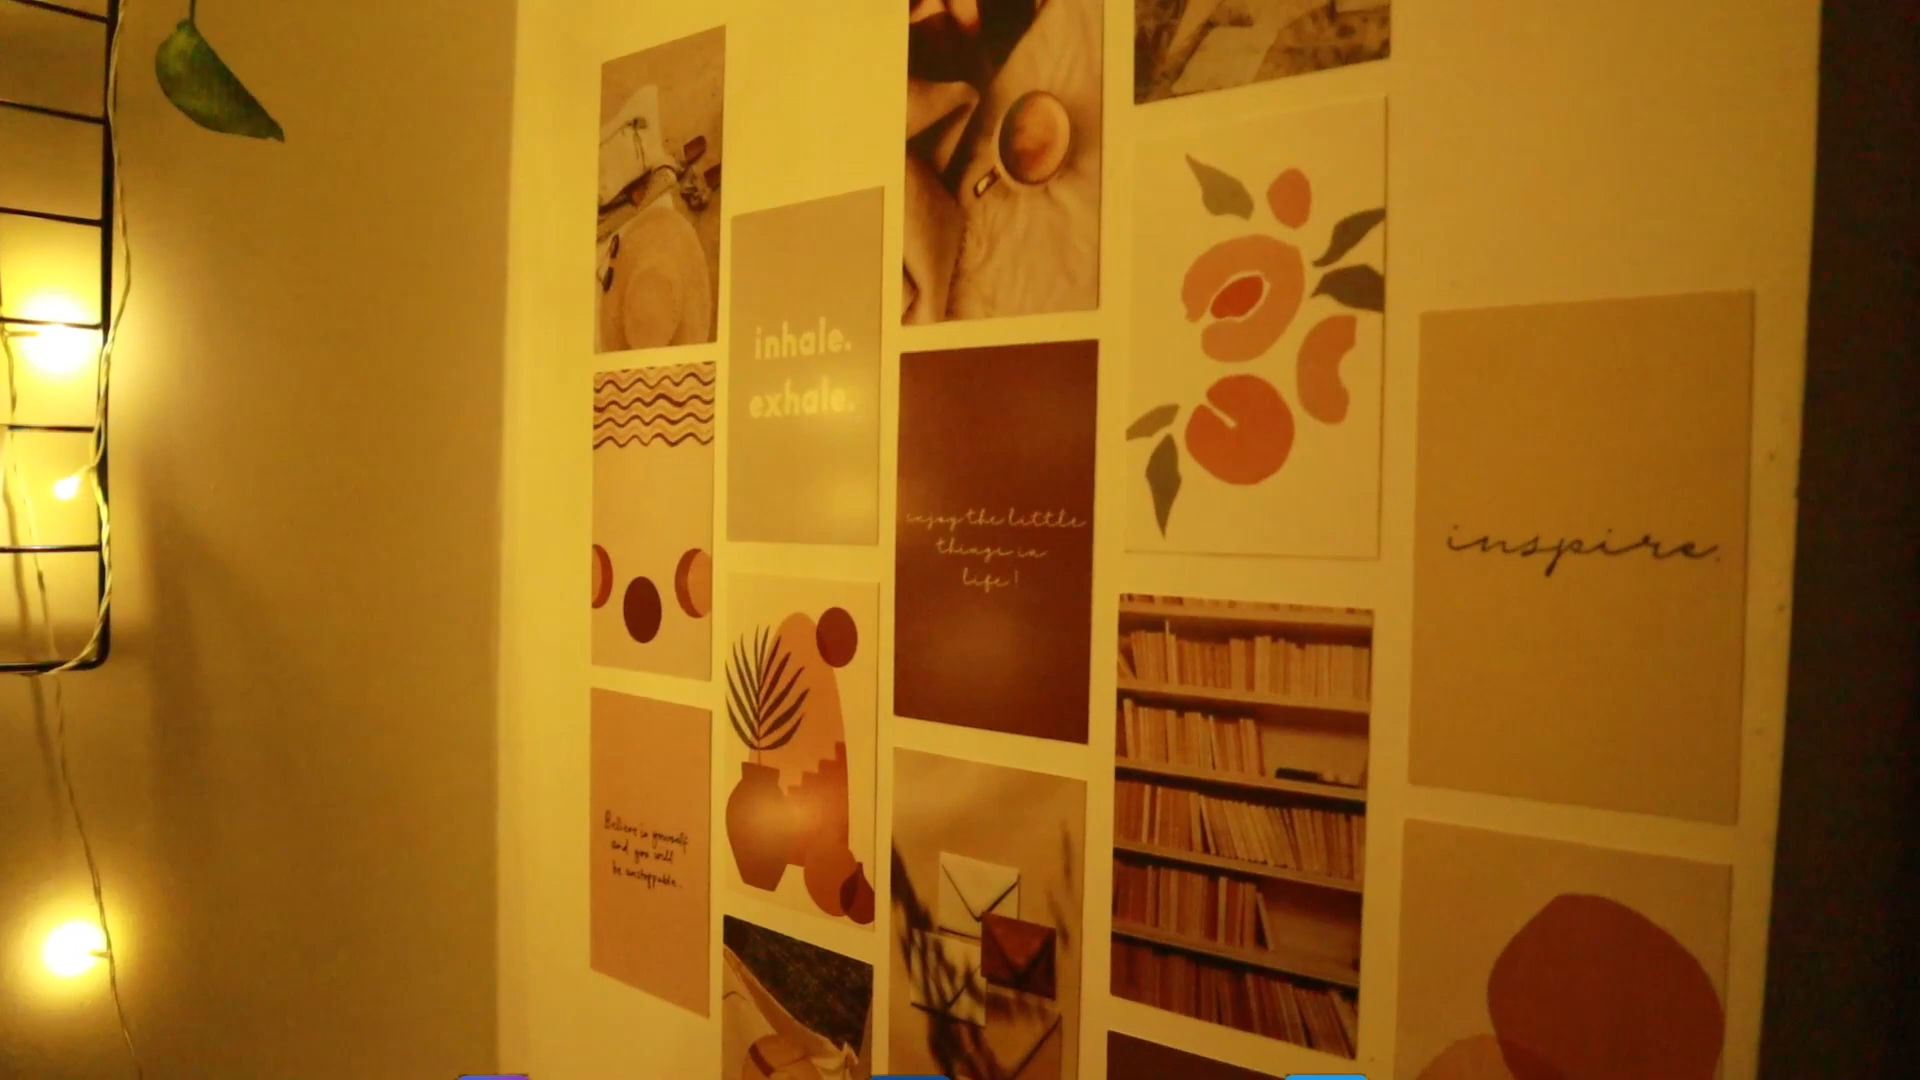 inhale.
exhale.
enjoy the little
things in
life!
inspire.
Believe in yourself
and you will
be unstoppable.